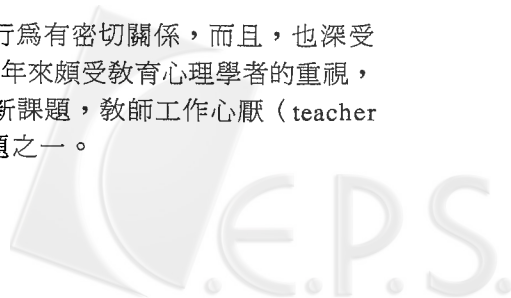 行為有密切關係，而且，也深受
年來頗受教育心理學者的重視，
新課題，教師工作心厭（teacher
題之一。
C.E.P.S.